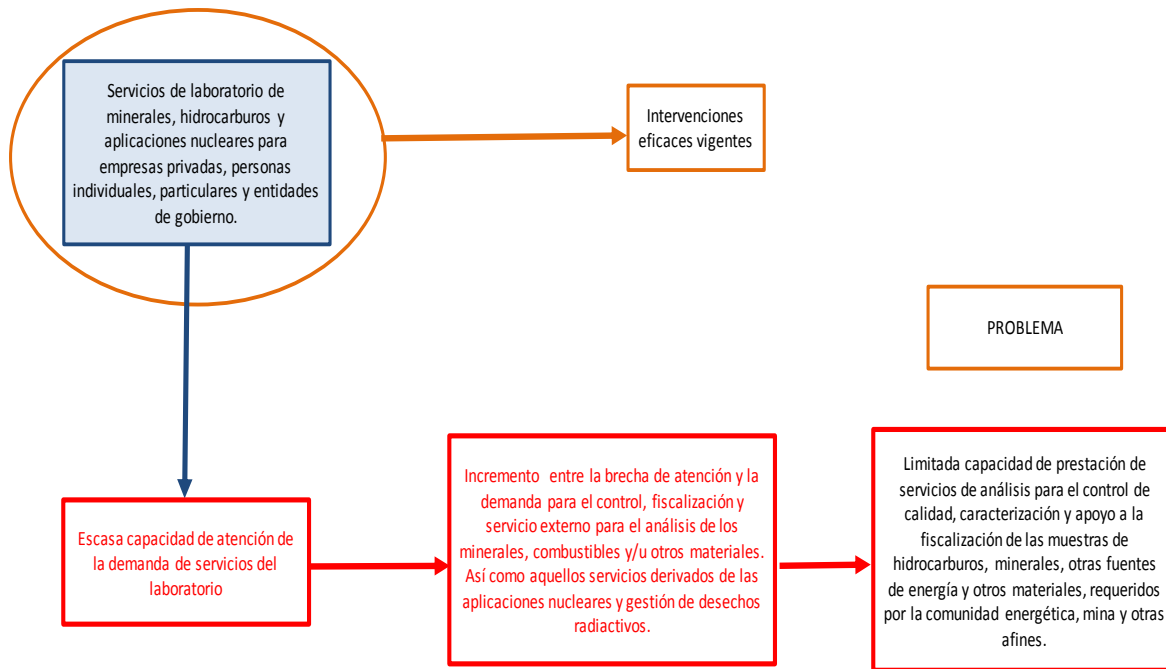 Servicios de laboratorio de
minerales, hidrocarburos y
aplicaciones nucleares para
empresas privadas, personas
individuales, particulares y entidades
de gobierno.
Intervenciones
eficaces vigentes
PROBLEMA
Escasa capacidad de atención de
la demanda de servicios del
laboratorio
Incremento entre la brecha de atención y la
demanda para el control, fiscalización y
servicio externo para el análisis de los
minerales, combustibles y/u otros materiales.
Así como aquellos servicios derivados de las
aplicaciones nucleares y gestión de desechos
radiactivos.
Limitada capacidad de prestación de
servicios de análisis para el control de
calidad, caracterización y apoyo a la
fiscalización de las muestras de
hidrocarburos, minerales, otras fuentes
de energía y otros materiales, requeridos
por la comunidad energética, mina y otras
afines.